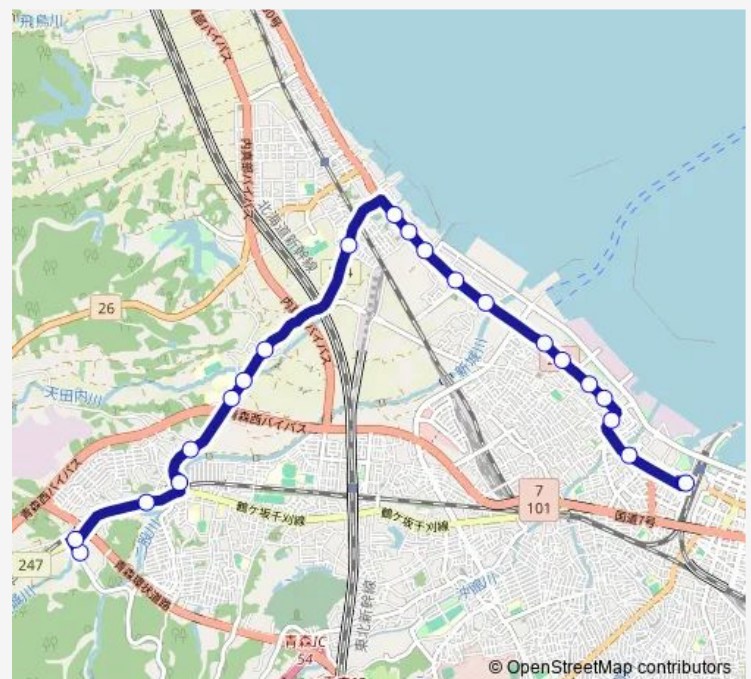 飛鳥川
内真部バイパス
北海道新幹線
26
天田内川
青森西バイパス
新城川
青森西バイパス
鶴ケ坂千刈線
鶴ケ坂千刈線
7
101
国道7号
247
青森環状道路
沖館川
東北新幹線
青森JC
54
© OpenStreetMap contributors